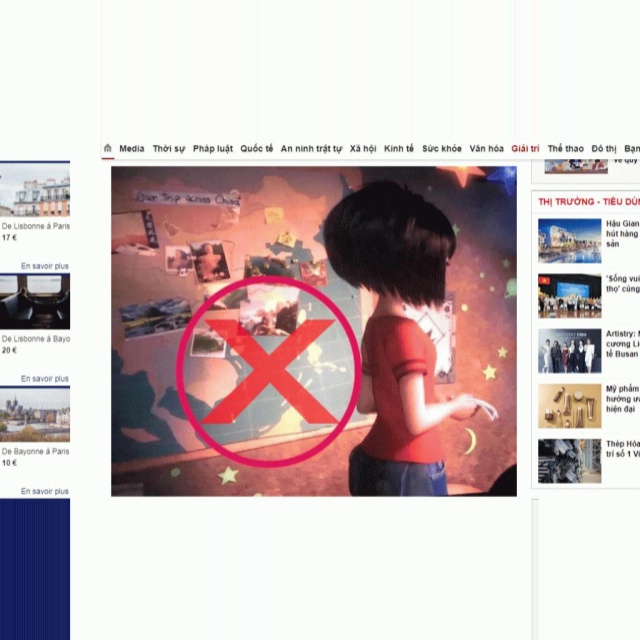 Media Thời sự Pháp luật Quốc tế An ninh trật tự Xã hội Kinh tế Sức khỏe Văn hóa Giải trí Thể thao Đô thị Bạn
về quy
Your Trip across China
THỊ TRƯỜNG - TIÊU DÙN
Hậu Gian
hút hàng
sản
'Sống vui
thọ' cùng
Artistry:
cương Li
tế Busan
Mỹ phẩm
hướng ưu
hiện đại
Thép Hòa
trí số 1 Vi
De Lisbonne à Paris
17 €
En savoir plus
De Lisbonne à Bayo
20 €
En savoir plus
De Bayonne à Paris
10 €
En savoir plus